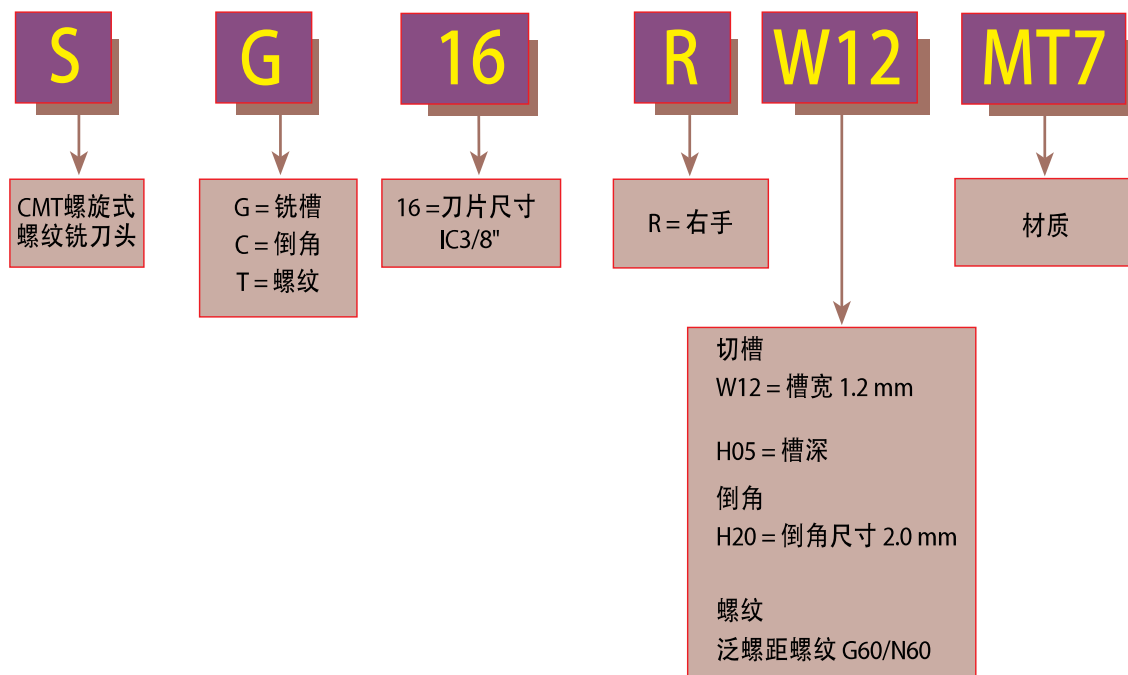 S G 16 R W12 MT7
CMT螺旋式
螺纹铣刀头
G = 铣槽
C = 倒角
T = 螺纹
16 =刀片尺寸
IC3/8"
R = 右手
材质
切槽
W12 = 槽宽 1.2 mm
H05 = 槽深
倒角
H20 = 倒角尺寸 2.0 mm
螺纹
泛螺距螺纹 G60/N60